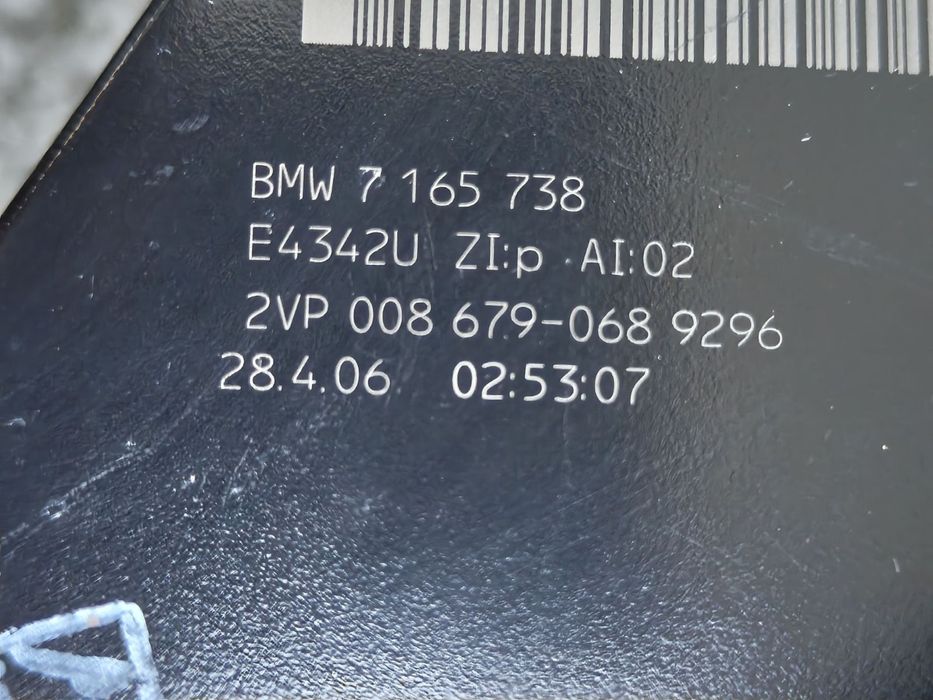 BMW 7 165 738
E4342U ZI:p AI:02
2VP 008 679-068 9296
28.4.06 02:53:07